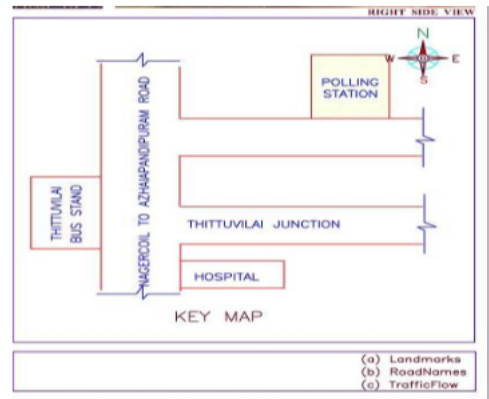 RIGHT SIDE VIEW
N
W
E
S
POLLING
STATION
NAGERCOIL TO AZHAIAPANDIPURAM ROAD
THITTUVILAI
BUS STAND
THITTUVILAI JUNCTION
HOSPITAL
KEY MAP
(a) Landmarks
(b) RoadNames
(c) TrafficFlow